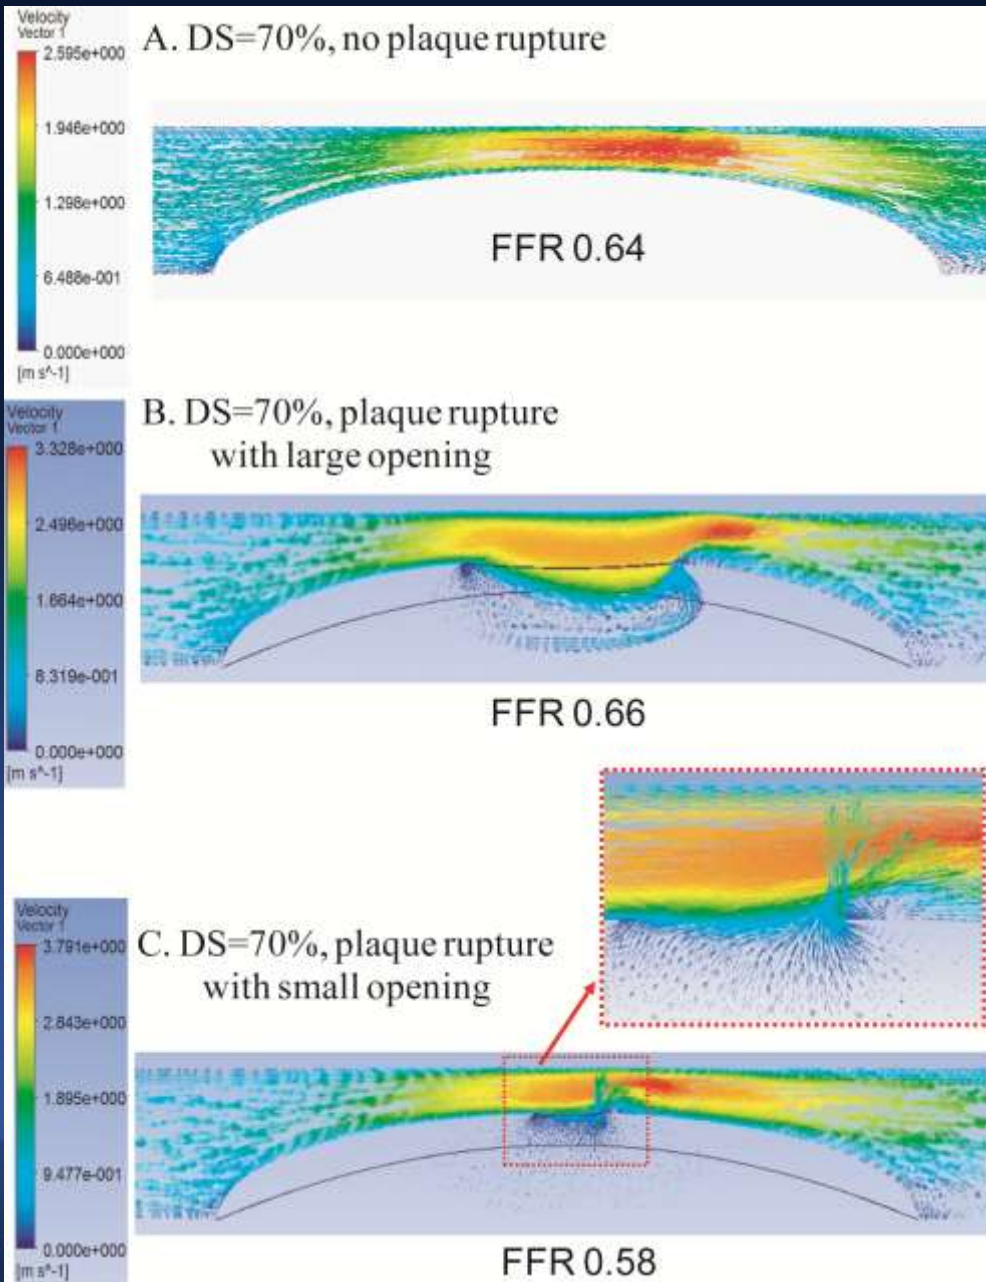 Velocity
Vector 1
2.595e+000
1.946e+000
1.298e+000
6.488e-001
0.000e+000
[m s^-1]
A. DS=70%, no plaque rupture
FFR 0.64
Velocity
Vector 1
3.328e+000
2.496e+000
1.664e+000
8.319e-001
0.000e+000
[m s^-1]
B. DS=70%, plaque rupture
with large opening
FFR 0.66
Velocity
Vector 1
3.791e+000
2.843e+000
1.895e+000
9.477e-001
0.000e+000
[m s^-1]
C. DS=70%, plaque rupture
with small opening
FFR 0.58